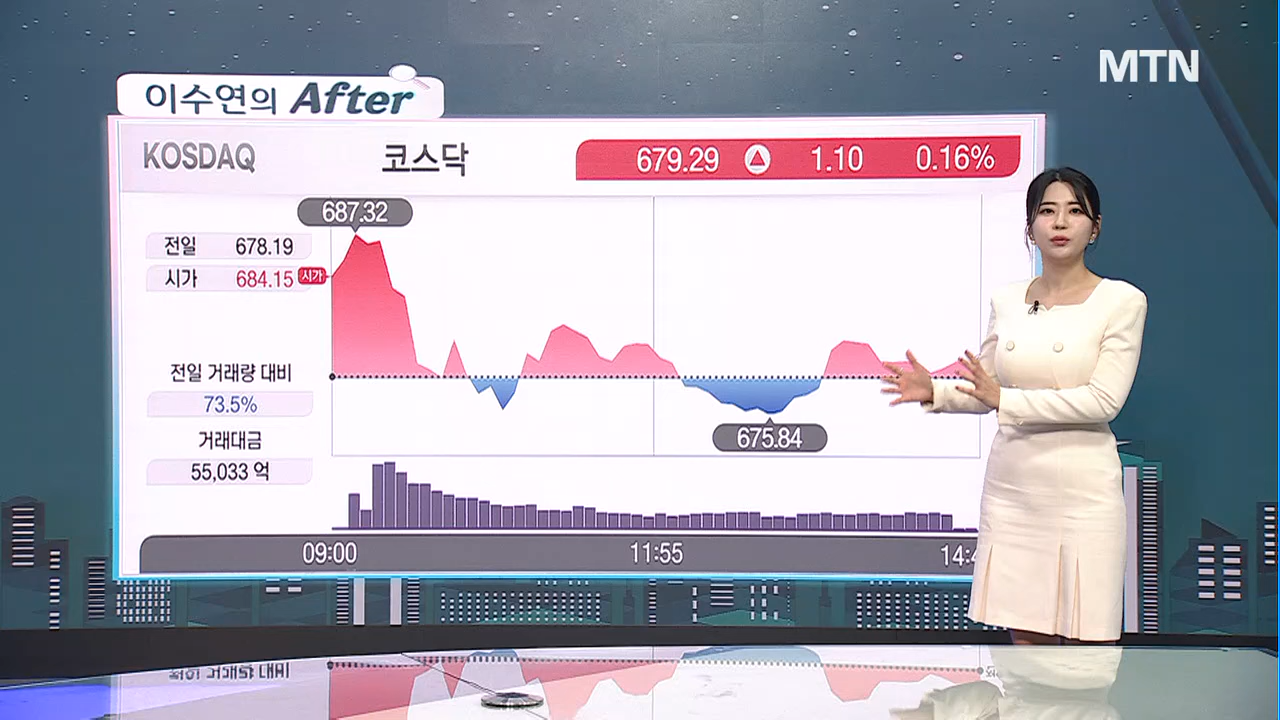 MTN
이수연의 After
KOSDAQ 코스닥 679.29 1.10 0.16%
687.32
전일 678.19
시가 684.15 시가
전일 거래량 대비
73.5%
675.84
거래대금
55,033 억
09:00 11:55 14:4